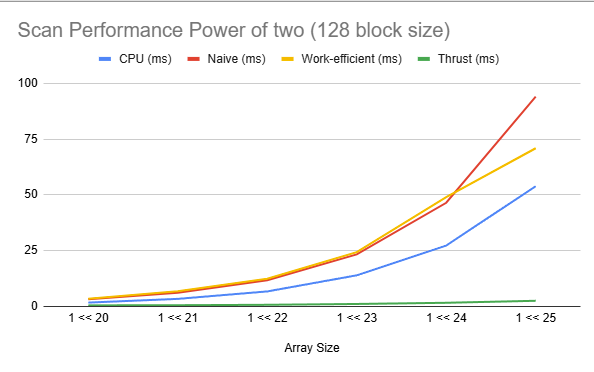 Scan Performance Power of two (128 block size)
CPU (ms) Naive (ms) Work-efficient (ms) Thrust (ms)
100
75
50
25
0
1 << 20 1 << 21 1 << 22 1 << 23 1 << 24 1 << 25
Array Size